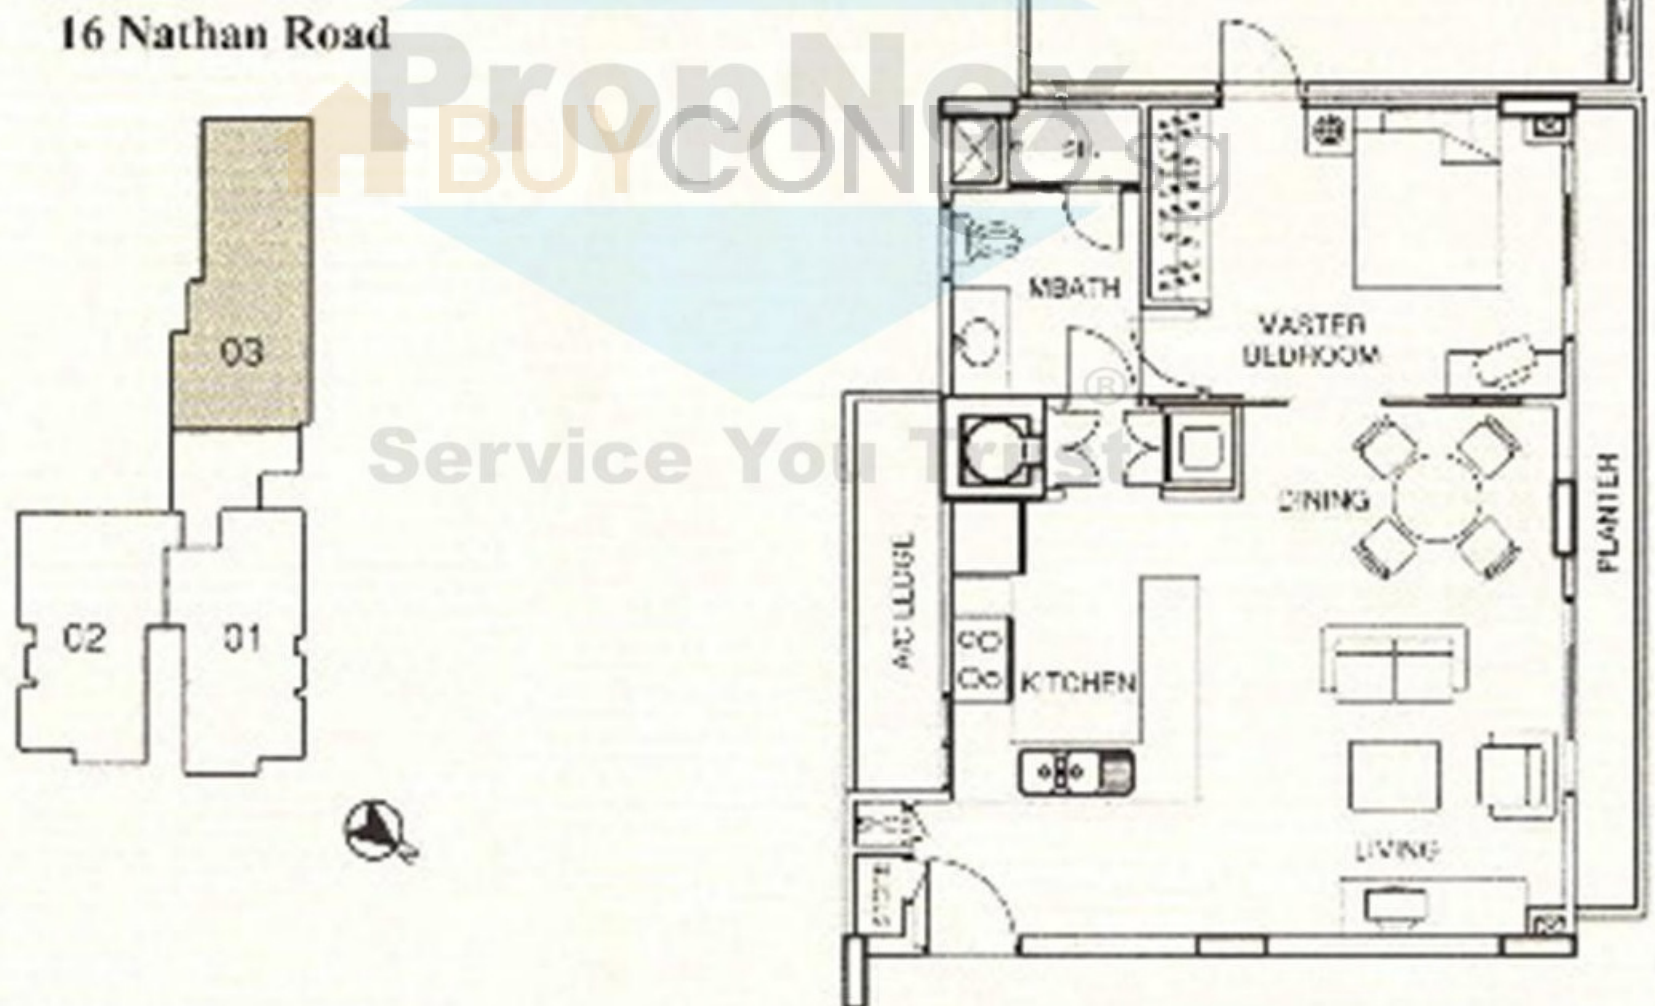 16 Nathan Road
PropNex
BUYCONDO.sg
®
Service You Trust
03
02
01
MBATH
MASTER
BEDROOM
DINING
PLANTER
A/C LEDGE
KITCHEN
LIVING
STORE